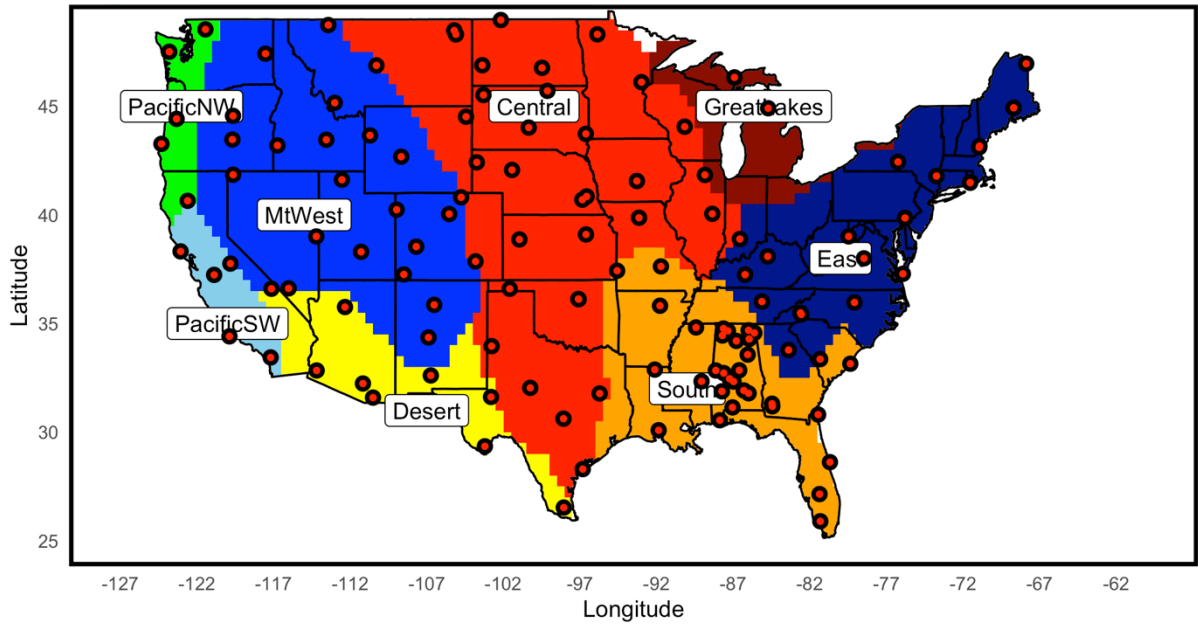 45
40
35
30
25
Latitude
PacificNW
Central
GreatLakes
MtWest
East
PacificSW
South
Desert
-127 -122 -117 -112 -107 -102 -97 -92 -87 -82 -77 -72 -67 -62
Longitude